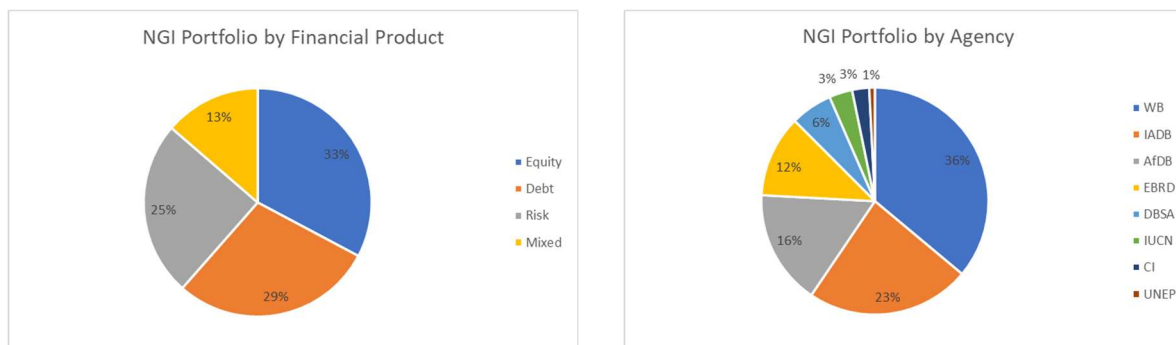 NGI Portfolio by Financial Product
13%
33%
25%
29%
Equity
Debt
Risk
Mixed
NGI Portfolio by Agency
3%
3%
1%
6%
12%
36%
16%
23%
WB
IADB
AfDB
EBRD
DBSA
IUCN
CI
UNEP